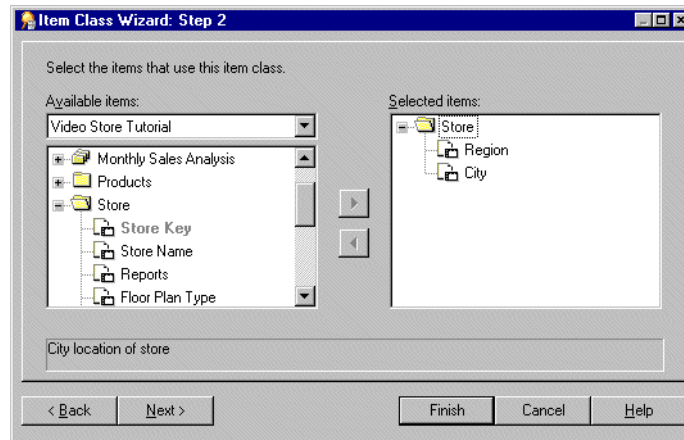 Item Class Wizard: Step 2
Select the items that use this item class.
Available items:
Video Store Tutorial
Monthly Sales Analysis
Products
Store
Store Key
Store Name
Reports
Floor Plan Type
Selected items:
Store
Region
City
City location of store
< Back
Next >
Finish
Cancel
Help